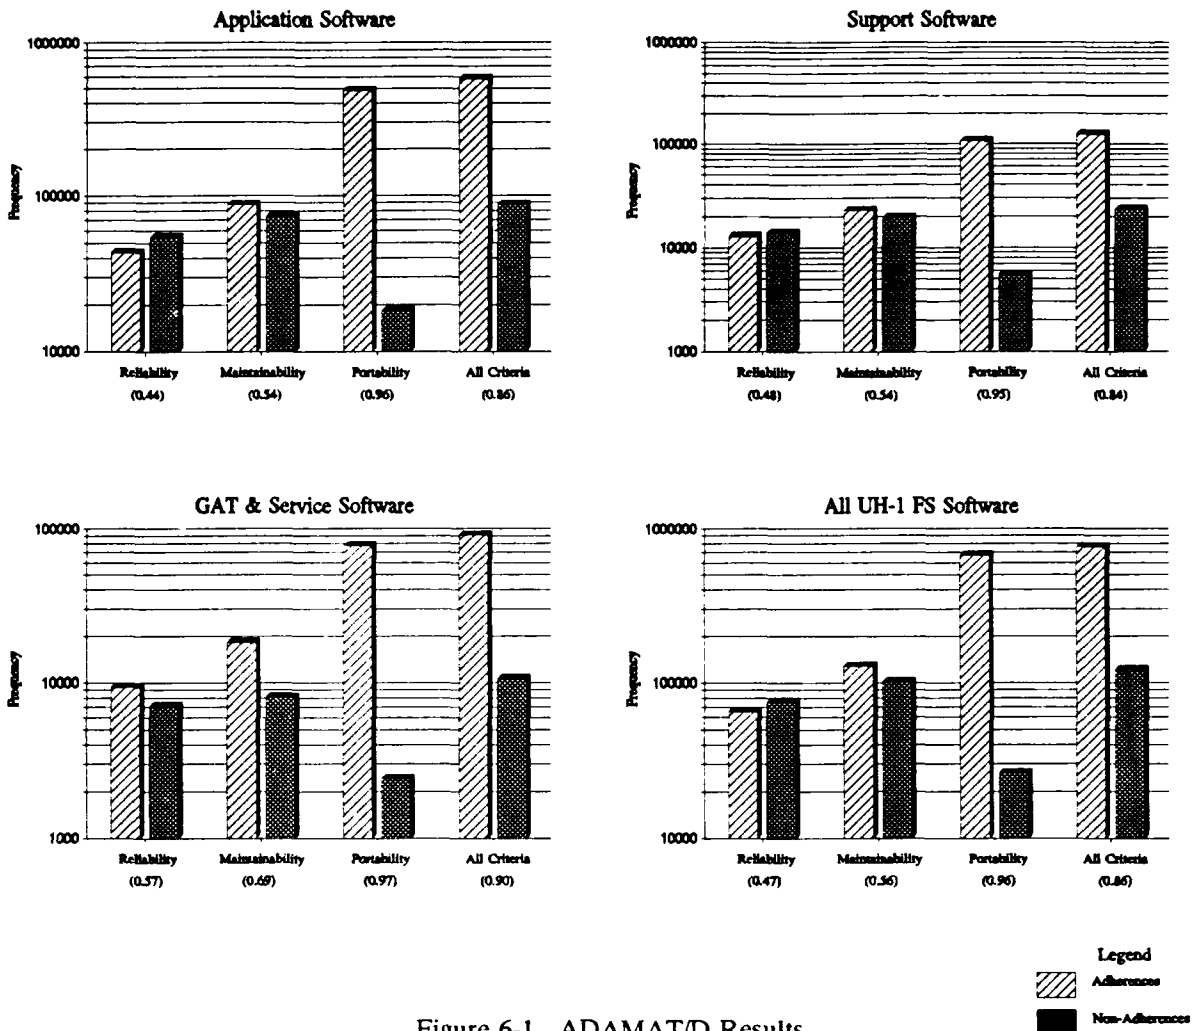 Application Software
1000000
100000
10000
Frequency
Reliability
(0.44)
Maintainability
(0.54)
Portability
(0.96)
All Criteria
(0.86)
Support Software
1000000
100000
10000
1000
Frequency
Reliability
(0.48)
Maintainability
(0.54)
Portability
(0.95)
All Criteria
(0.84)
GAT & Service Software
100000
10000
1000
Frequency
Reliability
(0.57)
Maintainability
(0.69)
Portability
(0.97)
All Criteria
(0.90)
All UH-1 FS Software
1000000
100000
10000
Frequency
Reliability
(0.47)
Maintainability
(0.56)
Portability
(0.96)
All Criteria
(0.86)
Legend
Adherences
Non-Adherences
Figure 6-1 ADAMAT/D Results